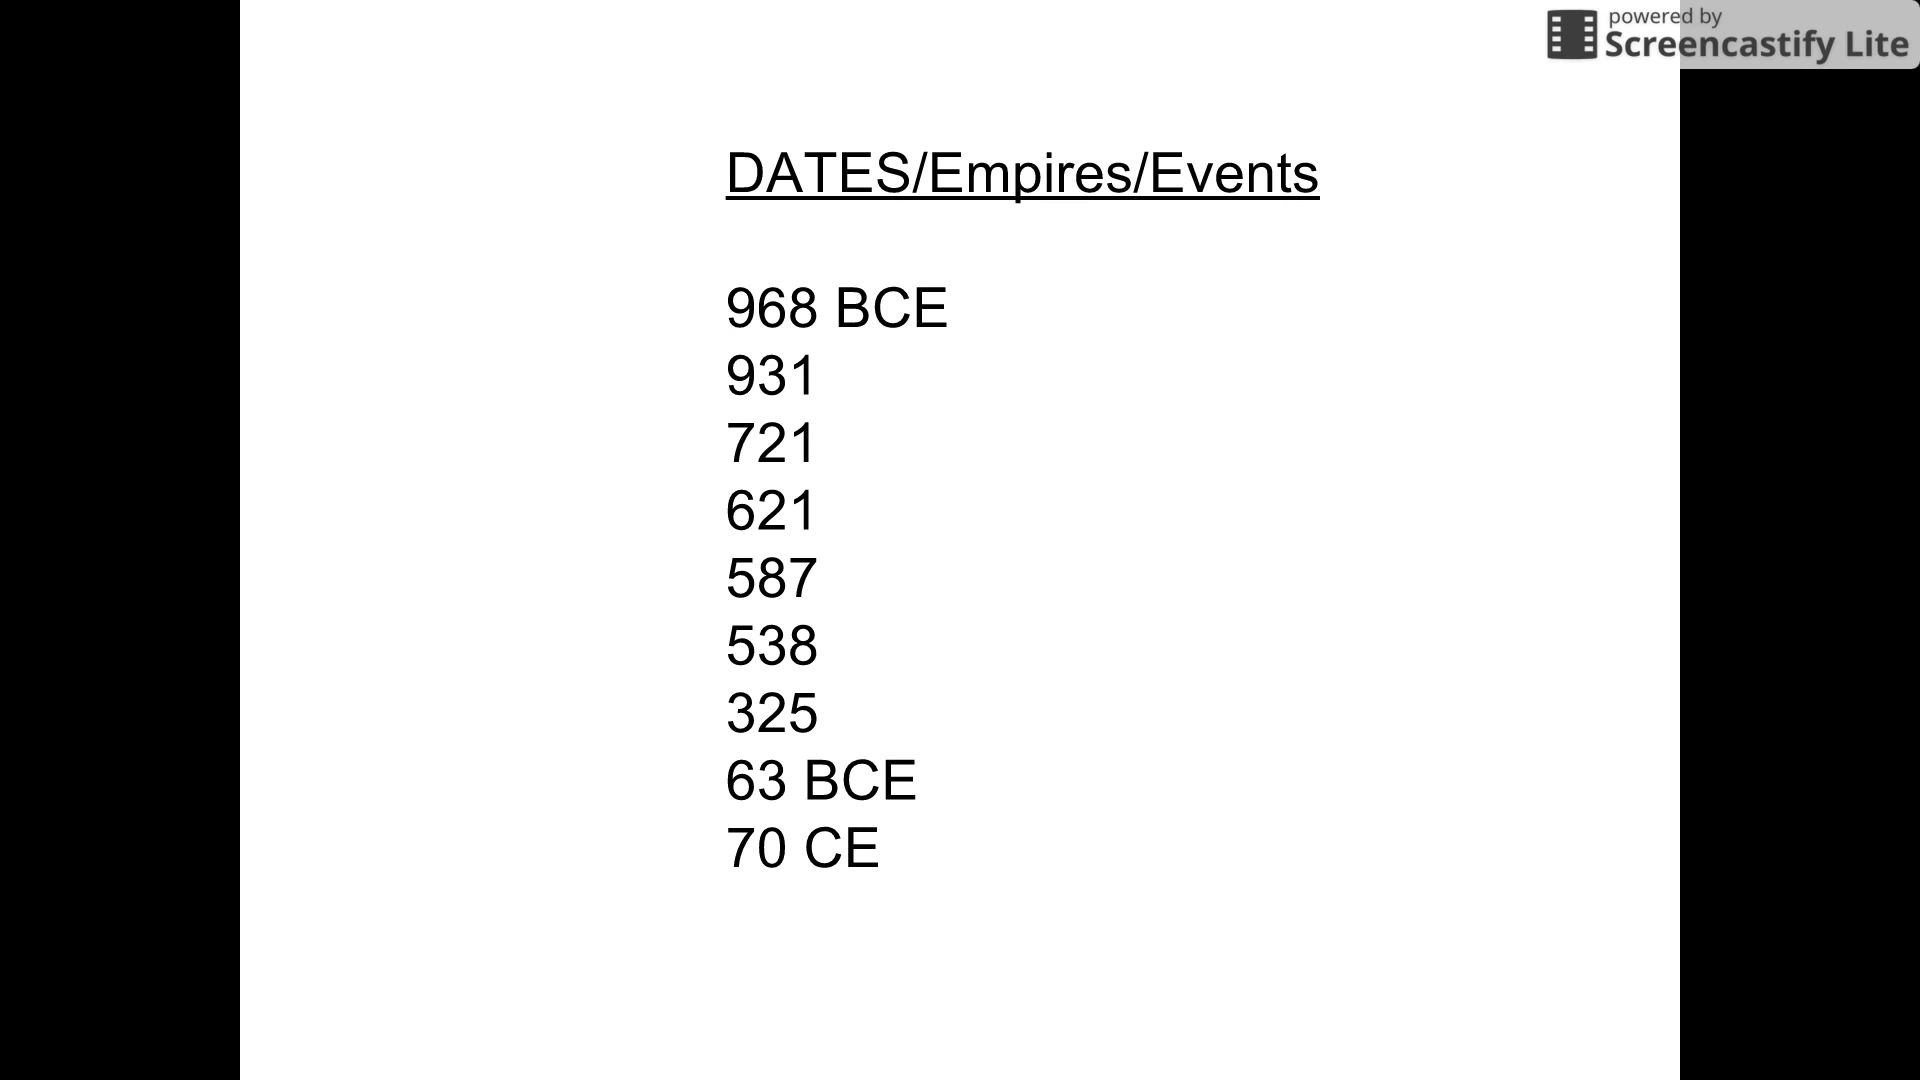 powered by
Screencastify Lite
DATES/Empires/Events
968 BCE
931
721
621
587
538
325
63 BCE
70 CE